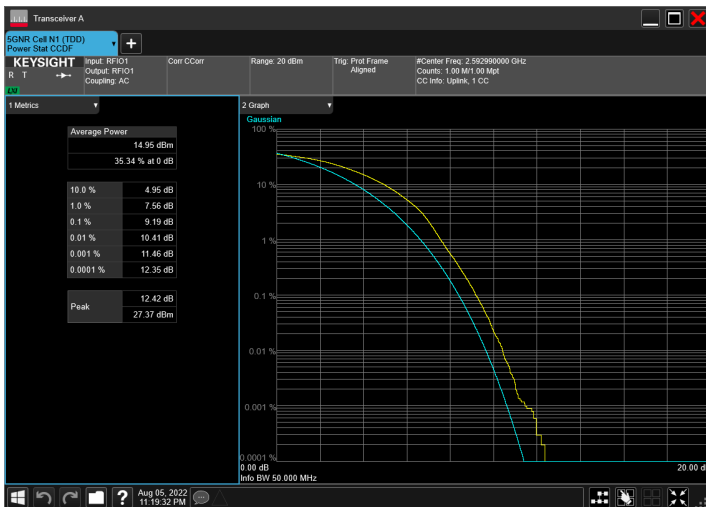 Transceiver A
5GNR Cell N1 (TDD)
Power Stat CCDF
KEYSIGHT
R T
LXI
Input: RFIO1
Output: RFIO1
Coupling: AC
Corr CCorr
Range: 20 dBm
Trig: Prot Frame
Aligned
#Center Freq: 2.592990000 GHz
Counts: 1.00 M/1.00 Mpt
CC Info: Uplink, 1 CC
1 Metrics
Average Power
14.95 dBm
35.34 % at 0 dB
10.0 % 4.95 dB
1.0 % 7.56 dB
0.1 % 9.19 dB
0.01 % 10.41 dB
0.001 % 11.46 dB
0.0001 % 12.35 dB
Peak 12.42 dB
27.37 dBm
2 Graph
Gaussian
100 %
10 %
1 %
0.1 %
0.01 %
0.001 %
0.0001 %
0.00 dB
20.00 d
Info BW 50.000 MHz
Aug 05, 2022
11:19:32 PM